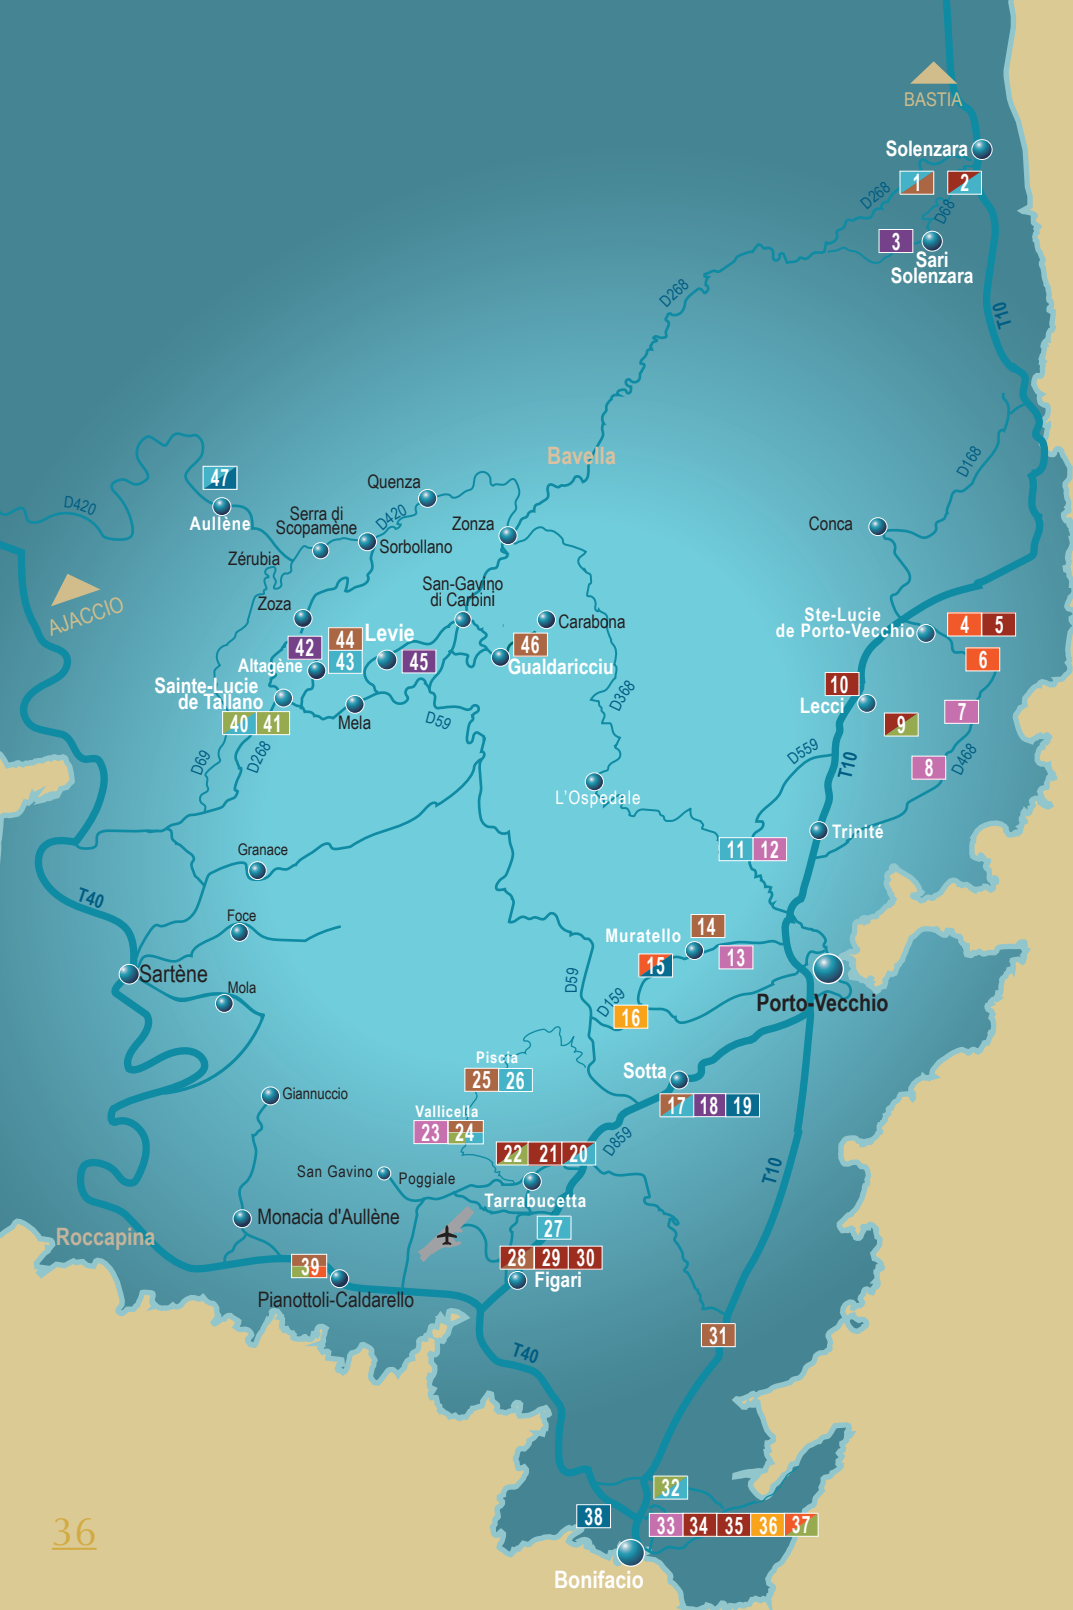 BASTIA
Solenzara
1
2
D268
D68
3
Sari
Solenzara
D268
T10
Bavella
D168
47
Quenza
D420
Aullène
Serra di
Scopamène
D420
Zonza
Conca
Sorbollano
Zérubia
AJACCIO
San-Gavino
di Carbini
Zoza
Carabona
Ste-Lucie
de Porto-Vecchio
4
5
42
44
43
Levie
45
46
Gualdaricciu
6
Altagène
Sainte-Lucie
de Tallano
10
Lecci
7
D368
40
41
Mela
D59
9
D69
D268
D559
T10
D468
8
L'Ospedale
Trinité
11
12
Granace
T40
Foce
14
Muratello
13
15
Sartène
Mola
D59
D159
16
Porto-Vecchio
Piscia
25
26
Sotta
Giannuccio
17
18
19
Vallicella
23
24
22
21
20
D859
San Gavino
Poggiale
T10
Tarrabucetta
Monacia d'Aullène
27
Roccapina
28
29
30
39
Figari
Pianottoli-Caldarello
31
T40
32
38
33
34
35
36
37
36
Bonifacio